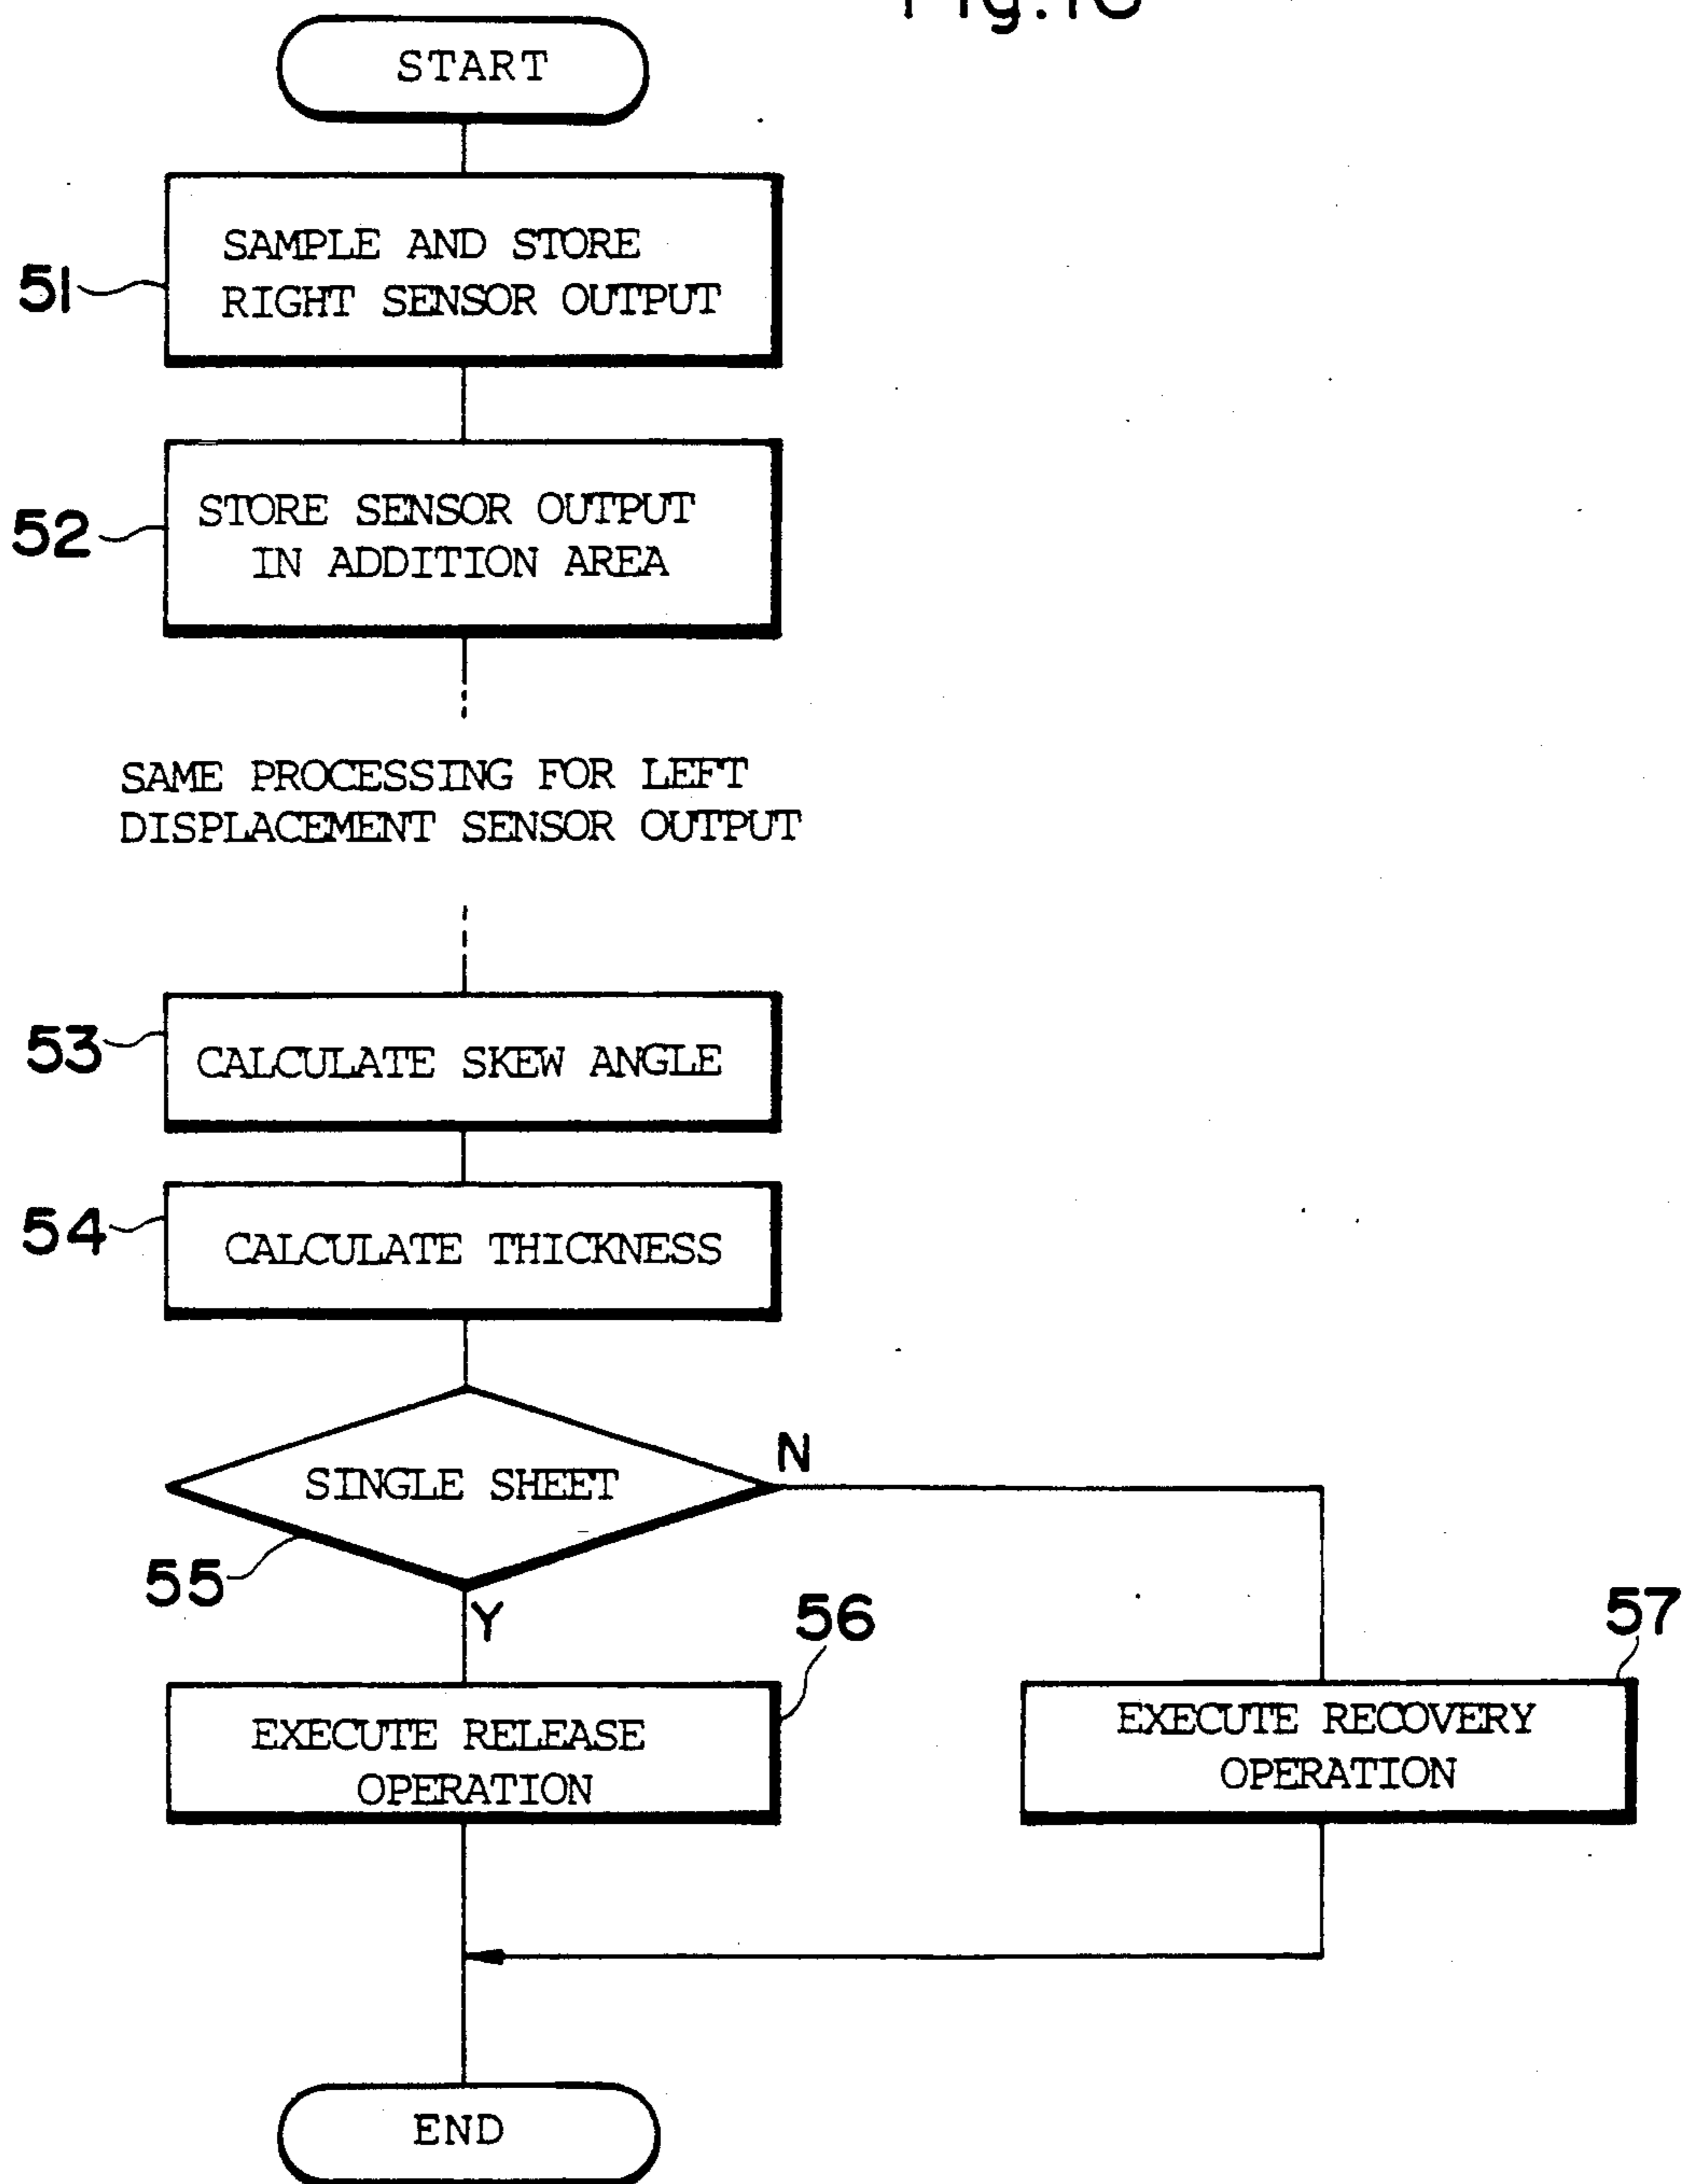 START
51
SAMPLE AND STORE
RIGHT SENSOR OUTPUT
52
STORE SENSOR OUTPUT
IN ADDITION AREA
SAME PROCESSING FOR LEFT
DISPLACEMENT SENSOR OUTPUT
53
CALCULATE SKEW ANGLE
54
CALCULATE THICKNESS
SINGLE SHEET
N
55
Y
56
57
EXECUTE RELEASE
OPERATION
EXECUTE RECOVERY
OPERATION
END